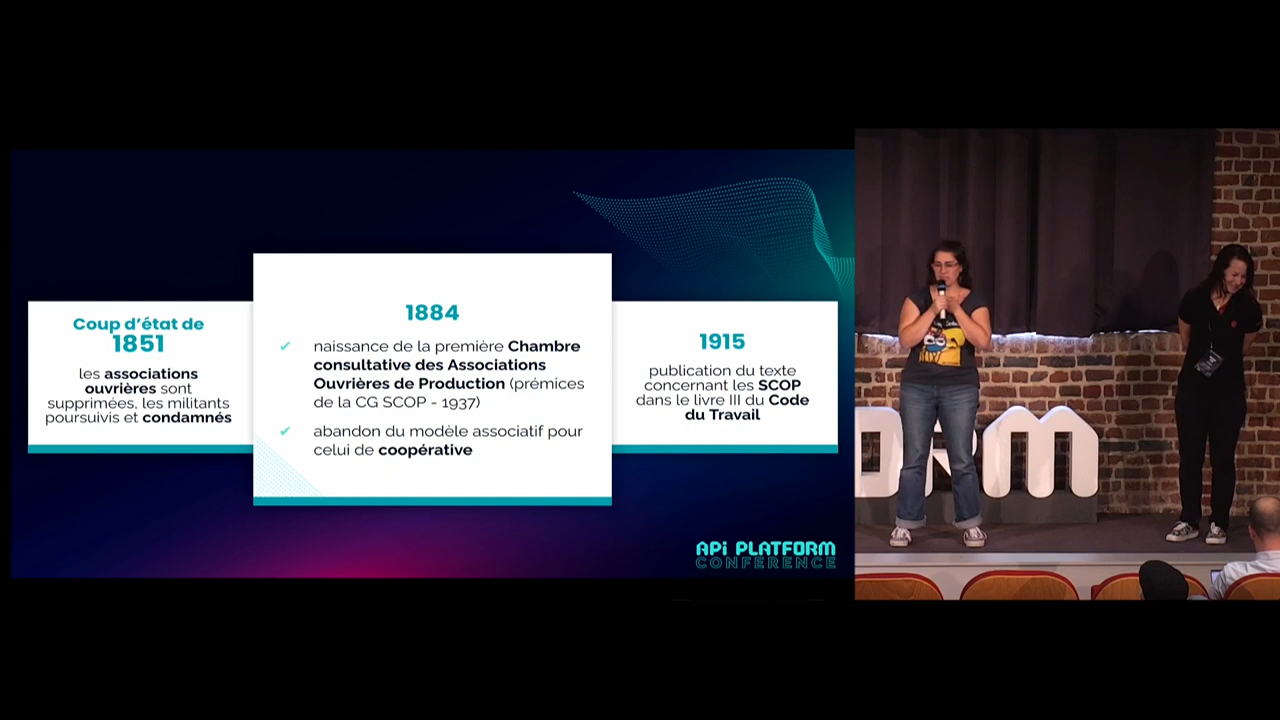 Coup d’état de
1851
les associations
ouvrières sont
supprimées, les militants
poursuivis et condamnés
1884
✔ naissance de la première Chambre
consultative des Associations
Ouvrières de Production (prémices
de la CG SCOP - 1937)
✔ abandon du modèle associatif pour
celui de coopérative
1915
publication du texte
concernant les SCOP
dans le livre III du Code
du Travail
API PLATFORM
CONFERENCE
ORM